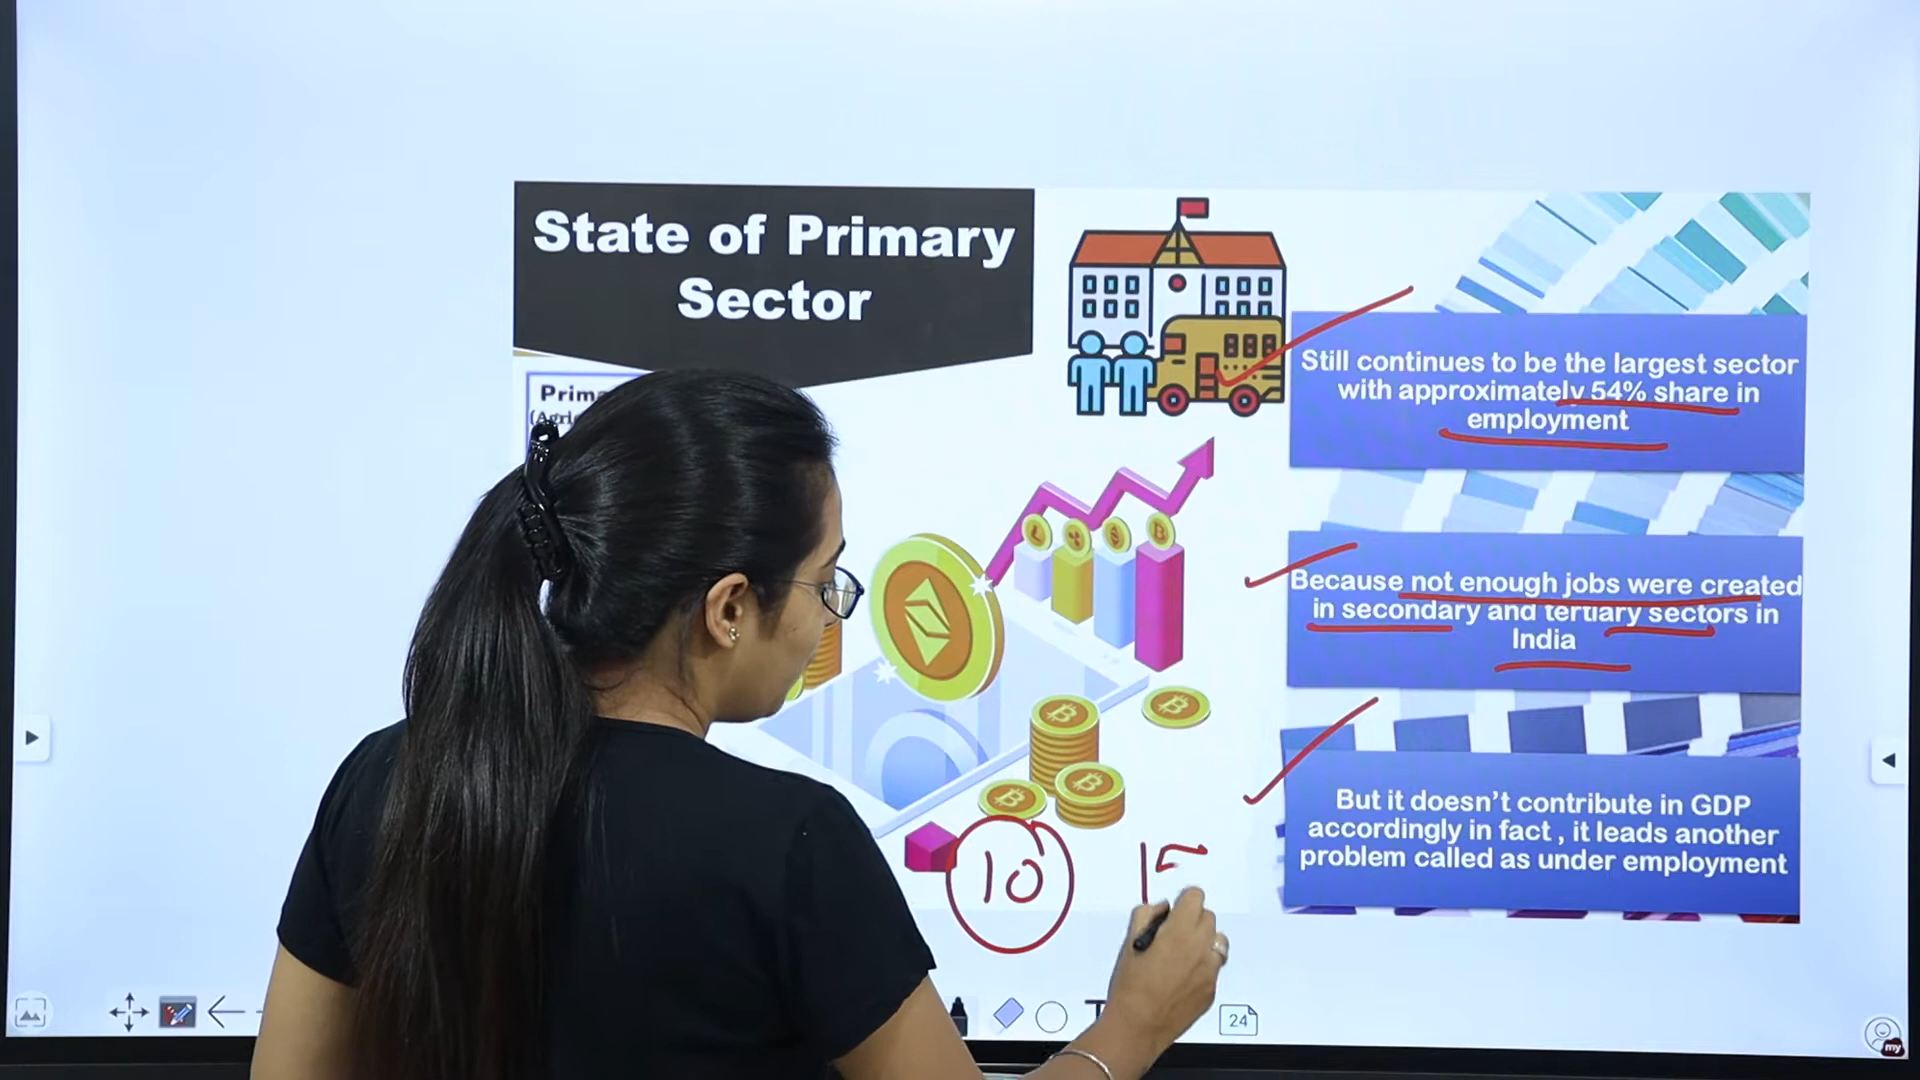 State of Primary
Sector
Still continues to be the largest sector
with approximately 54% share in
employment
Because not enough jobs were created
in secondary and tertiary sectors in
India
But it doesn't contribute in GDP
accordingly in fact , it leads another
problem called as under employment
10
24
my